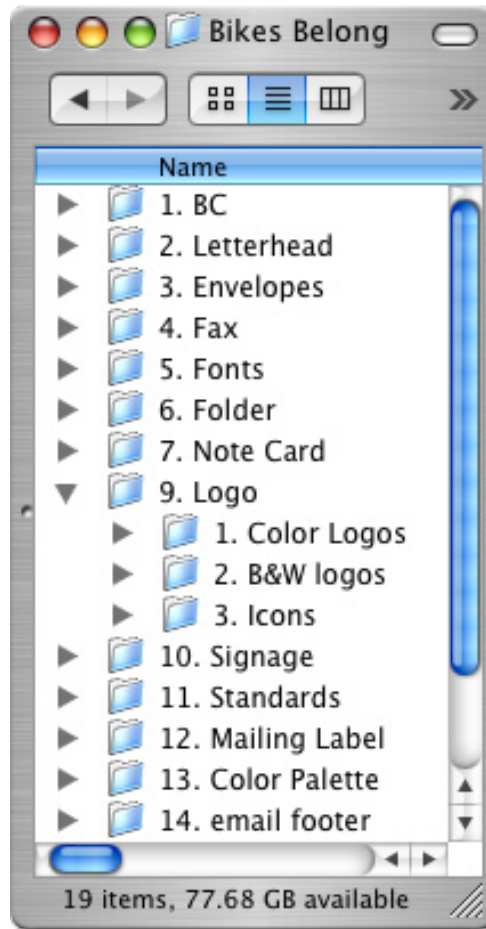 Bikes Belong
Name
1. BC
2. Letterhead
3. Envelopes
4. Fax
5. Fonts
6. Folder
7. Note Card
9. Logo
1. Color Logos
2. B&W logos
3. Icons
10. Signage
11. Standards
12. Mailing Label
13. Color Palette
14. email footer
19 items, 77.68 GB available